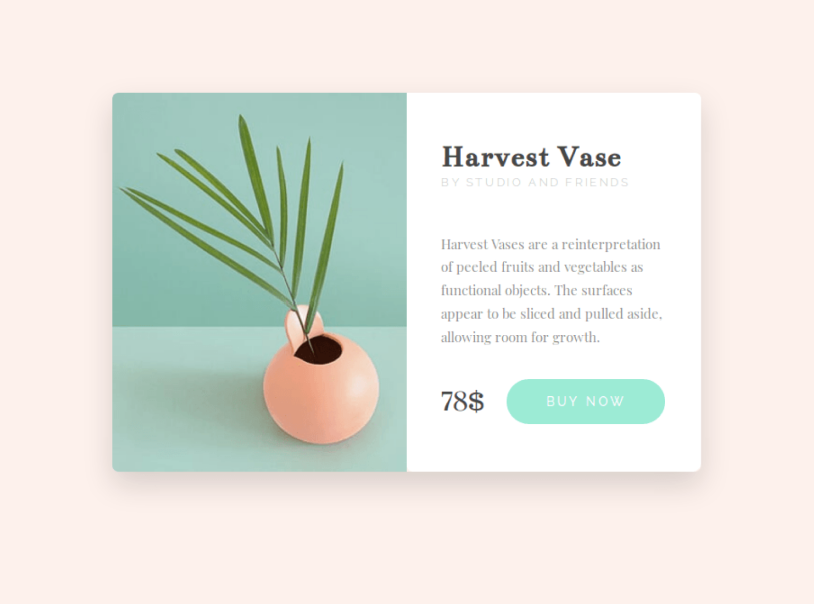 Harvest Vase
BY STUDIO AND FRIENDS
Harvest Vases are a reinterpretation
of peeled fruits and vegetables as
functional objects. The surfaces
appear to be sliced and pulled aside,
allowing room for growth.
78$ BUY NOW